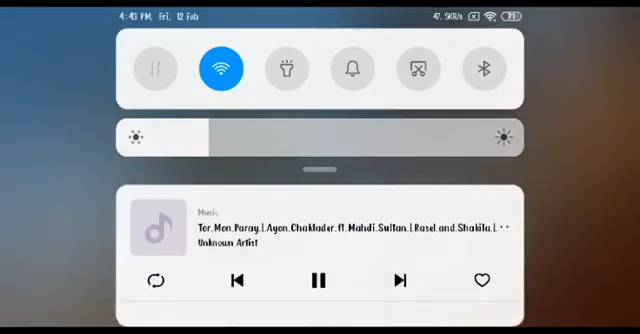 4:43 PM, Fri, 12 Feb
47.5KB/s
71
Music
Tor.Mon.Paray.|.Ayon.Chaklader.ft.Mahdi.Sultan.|.Rasel.and.Shakila.|.··
Unknown Artist